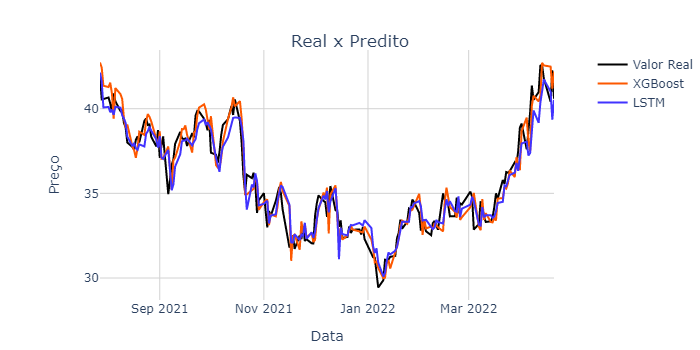 Real x Predito
Valor Real
XGBoost
LSTM
Preço
40
35
30
Sep 2021
Nov 2021
Jan 2022
Mar 2022
Data